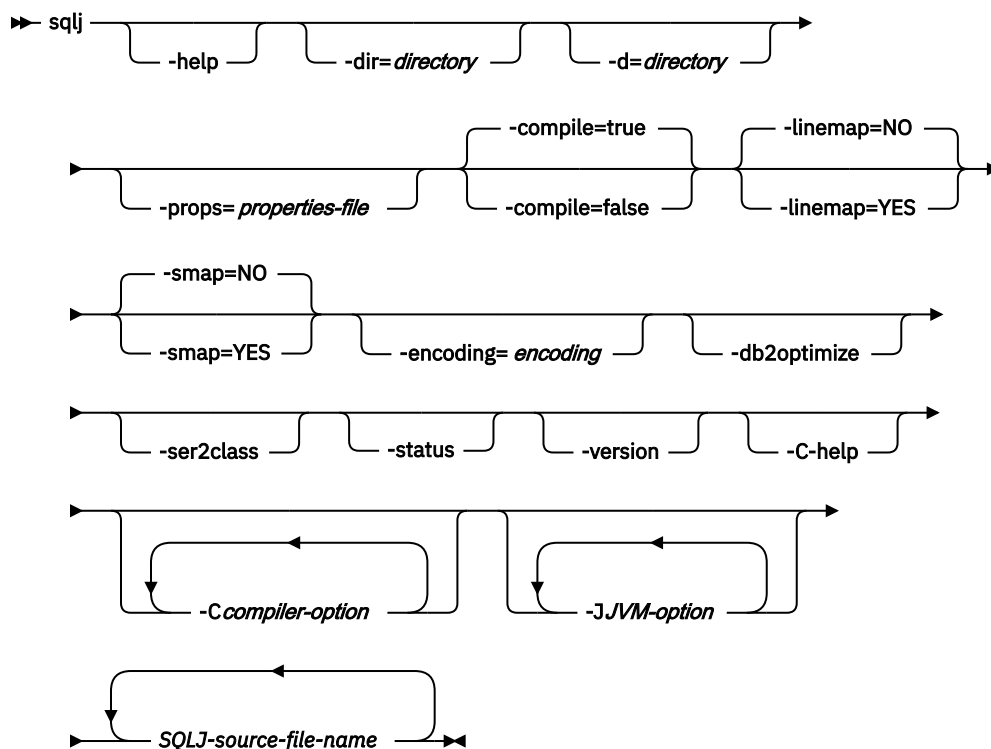 sqlj
-help
-dir= directory
-d= directory
-compile=true
-linemap=NO
-props= properties-file
-compile=false
-linemap=YES
-smap=NO
-smap=YES
-encoding= encoding
-db2optimize
-ser2class
-status
-version
-C-help
-Ccompiler-option
-JJVM-option
SQLJ-source-file-name